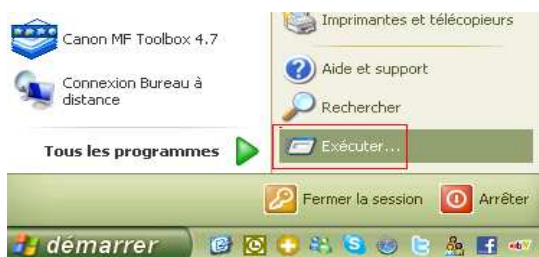 Canon MF Toolbox 4.7
Connexion Bureau à
distance
Tous les programmes
Imprimantes et télécopieurs
Aide et support
Rechercher
Exécuter...
Fermer la session
Arrêter
démarrer